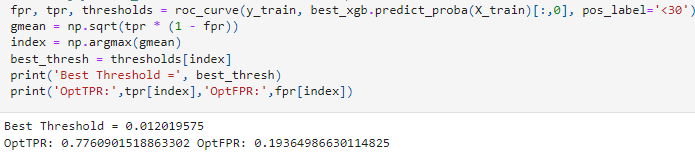 fpr, tpr, thresholds = roc_curve(y_train, best_xgb.predict_proba(X_train)[:,0], pos_label='<30')
gmean = np.sqrt(tpr * (1 - fpr))
index = np.argmax(gmean)
best_thresh = thresholds[index]
print('Best Threshold =', best_thresh)
print('OptTPR:',tpr[index],'OptFPR:',fpr[index])
Best Threshold = 0.012019575
OptTPR: 0.7760901518863302 OptFPR: 0.19364986630114825